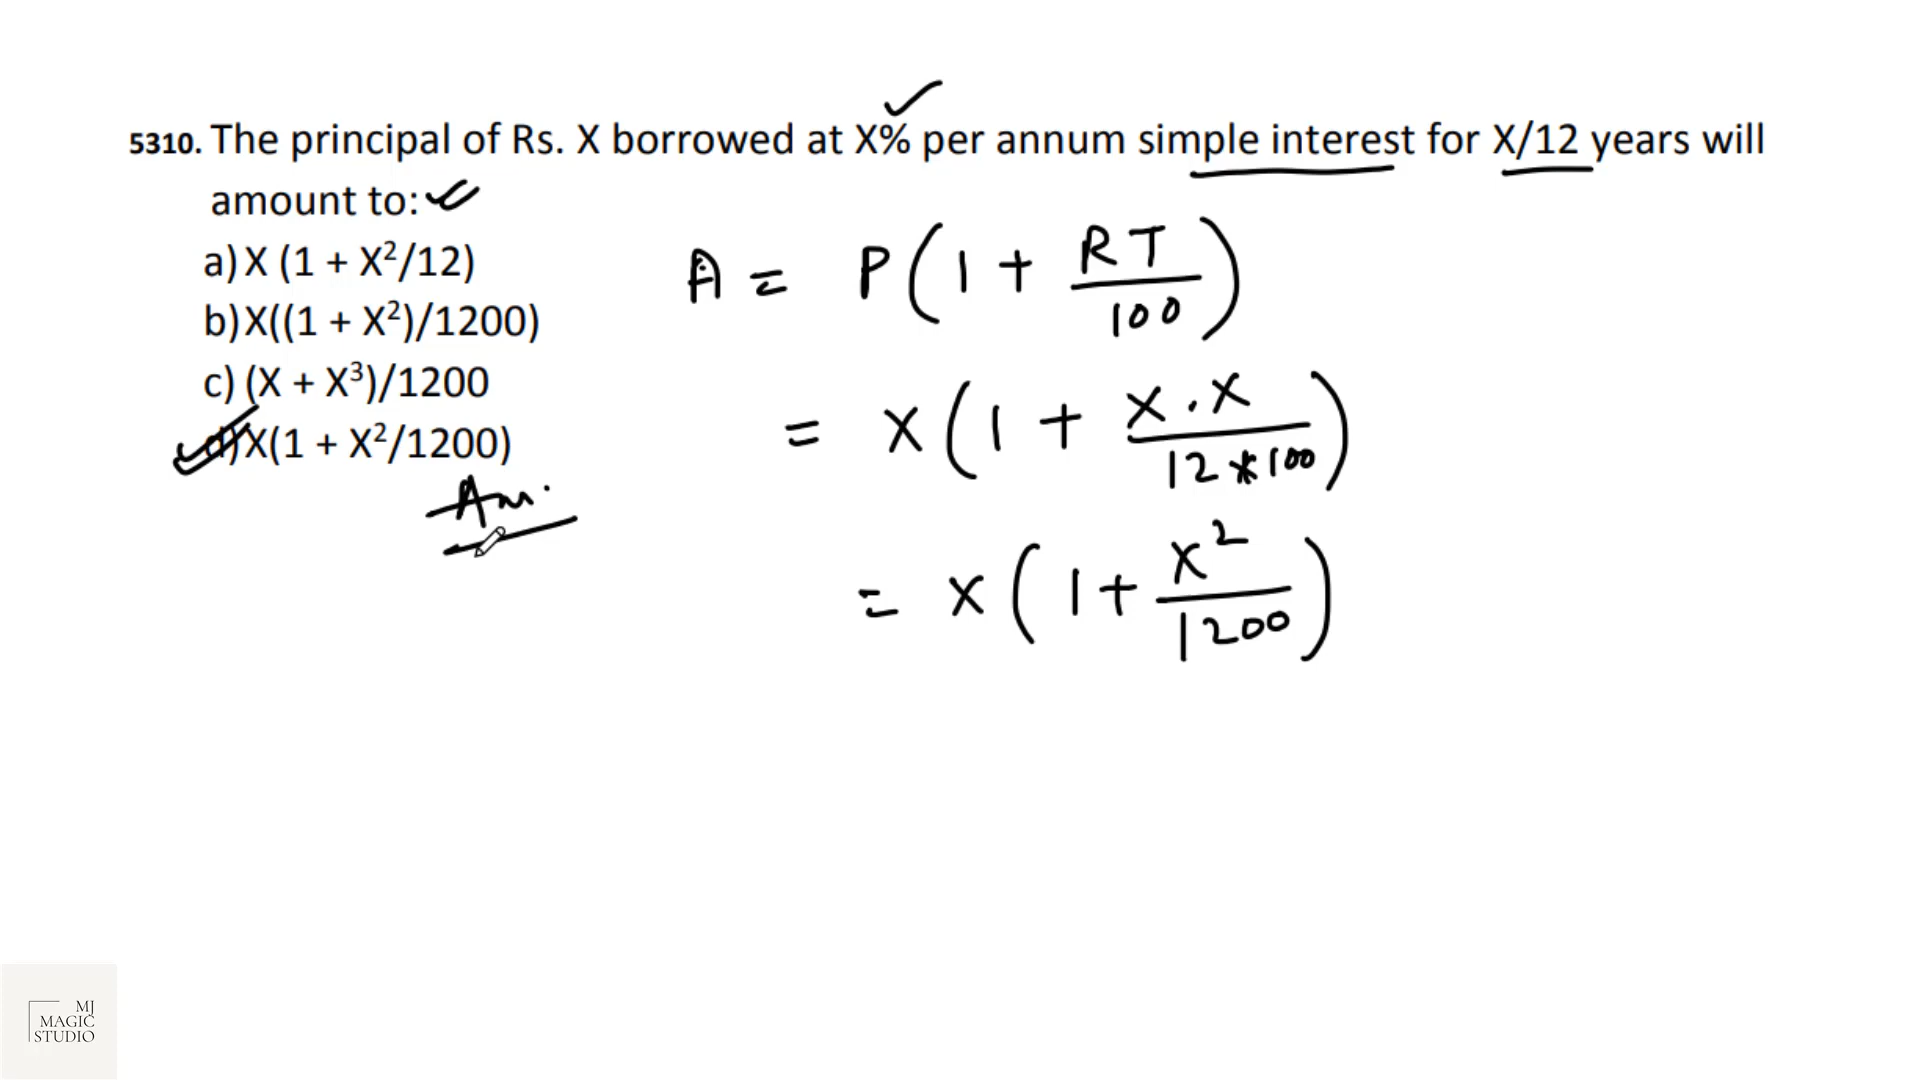 5310. The principal of Rs. X borrowed at X% per annum simple interest for X/12 years will
amount to:
a) X (1 + X²/12)
b) X((1 + X²)/1200)
c) (X + X³)/1200
d) X(1 + X²/1200)
Ans.
A = P(1 + RT/100)
= X(1 + X.X/12*100)
= X(1 + X²/1200)
MJ
MAGIC
STUDIO